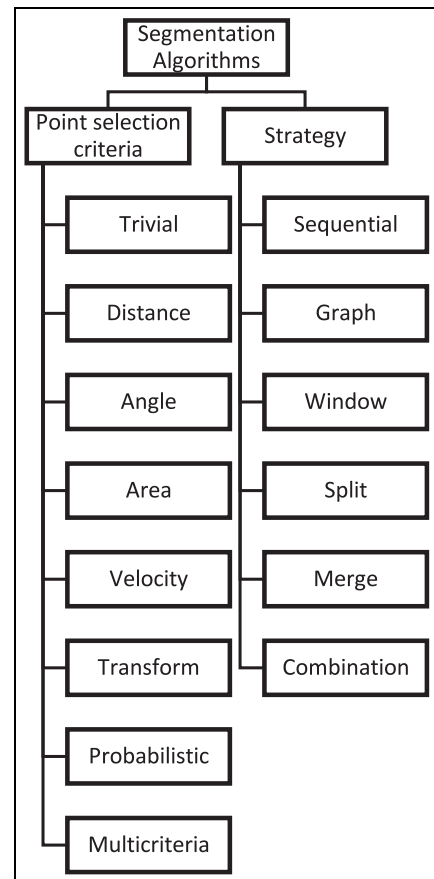 Segmentation
Algorithms
Point selection
criteria
Strategy
Trivial
Distance
Angle
Area
Velocity
Transform
Probabilistic
Multicriteria
Sequential
Graph
Window
Split
Merge
Combination